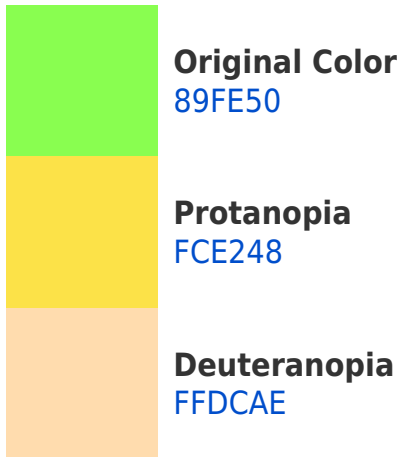 Original Color
89FE50
Protanopia
FCE248
Deuteranopia
FFDCAE